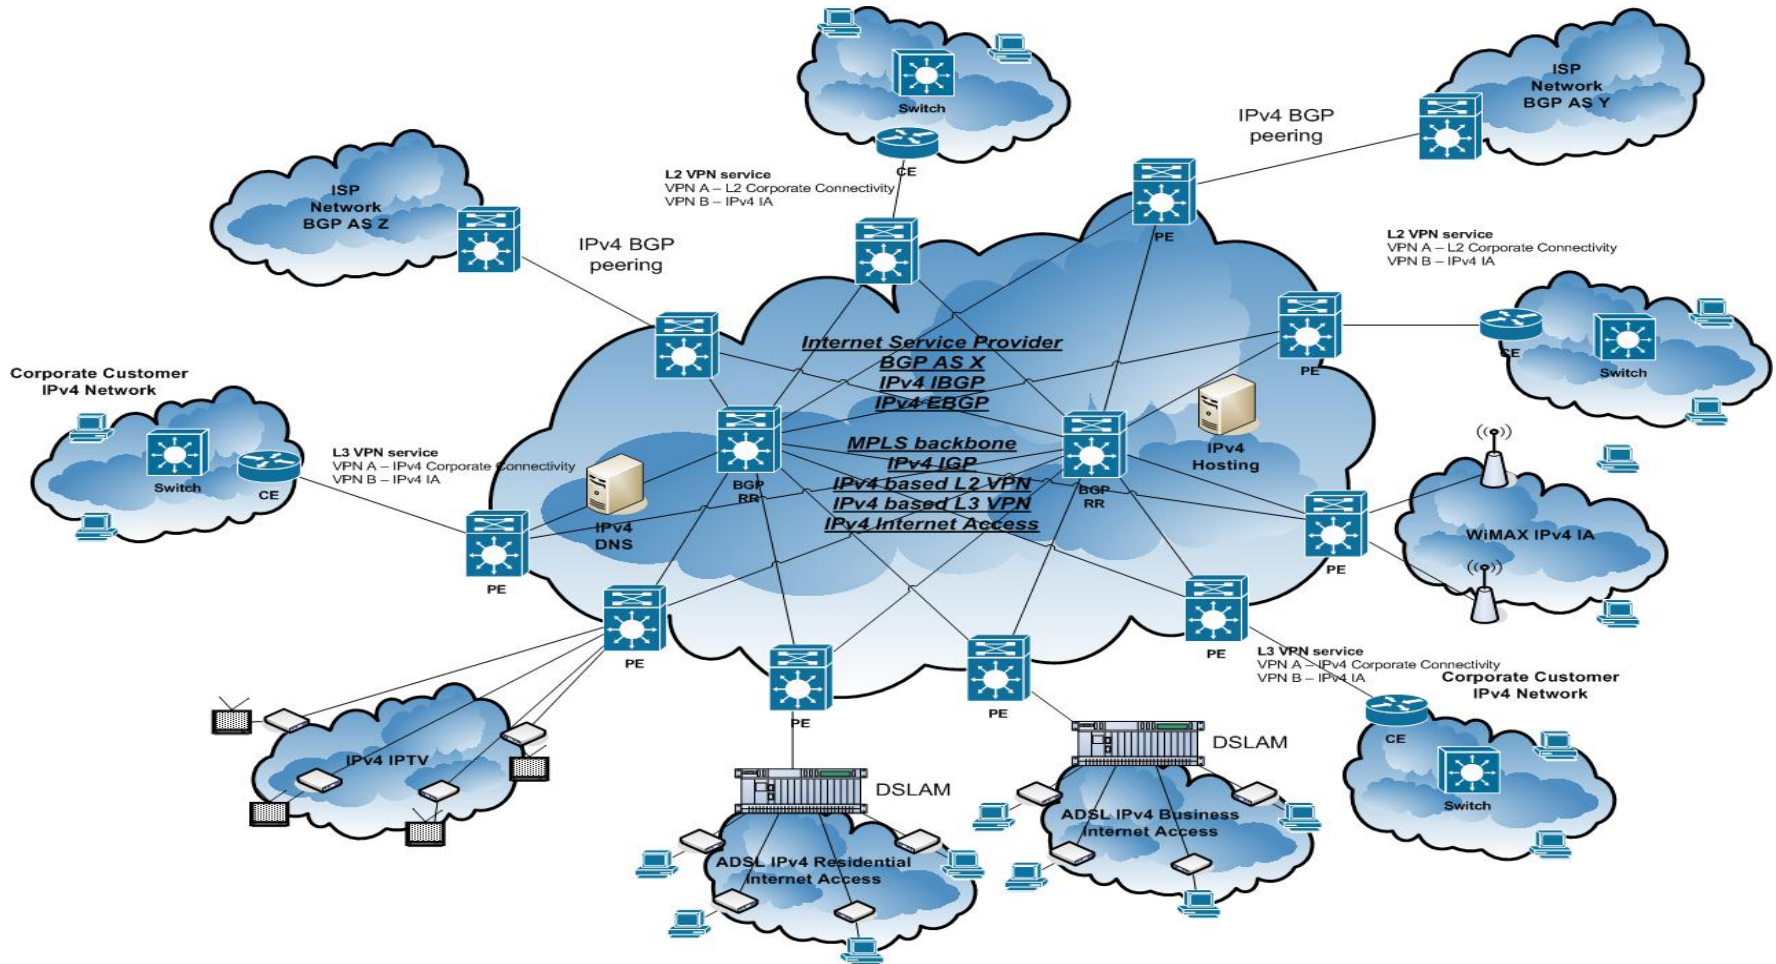 Switch
CE
L2 VPN service
VPN A – L2 Corporate Connectivity
VPN B – IPv4 IA
ISP
Network
BGP AS Y
IPv4 BGP
peering
PE
ISP
Network
BGP AS Z
IPv4 BGP
peering
L2 VPN service
VPN A – L2 Corporate Connectivity
VPN B – IPv4 IA
CE
Switch
PE
Corporate Customer
IPv4 Network
Switch
CE
L3 VPN service
VPN A – IPv4 Corporate Connectivity
VPN B – IPv4 IA
PE
Internet Service Provider
BGP AS X
IPv4 IBGP
IPv4 EBGP
MPLS backbone
IPv4 IGP
IPv4 based L2 VPN
IPv4 based L3 VPN
IPv4 Internet Access
BGP
RR
BGP
RR
IPv4
DNS
IPv4
Hosting
WiMAX IPv4 IA
PE
PE
PE
PE
PE
L3 VPN service
VPN A – IPv4 Corporate Connectivity
VPN B – IPv4 IA
Corporate Customer
IPv4 Network
CE
Switch
IPv4 IPTV
DSLAM
ADSL IPv4 Residential
Internet Access
DSLAM
ADSL IPv4 Business
Internet Access